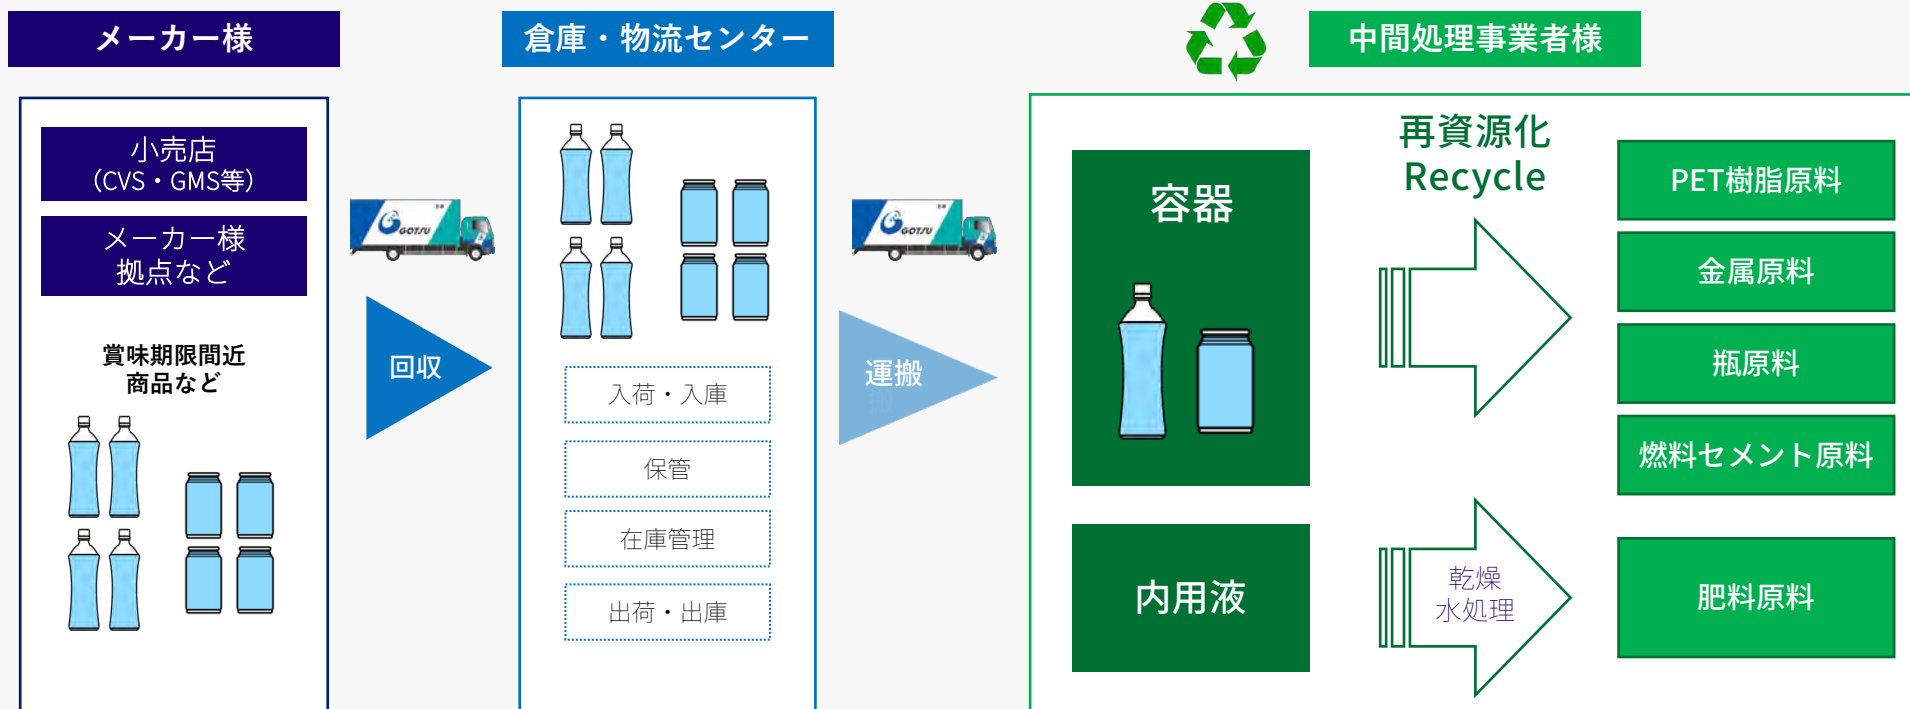 メーカー様
小売店
（CVS・GMS等）
メーカー様
拠点など
賞味期限間近
商品など
GOTSU
回収
倉庫・物流センター
入荷・入庫
保管
在庫管理
出荷・出庫
GOTSU
運搬
中間処理事業者様
容器
再資源化
Recycle
PET樹脂原料
金属原料
瓶原料
燃料セメント原料
内用液
乾燥
水処理
肥料原料